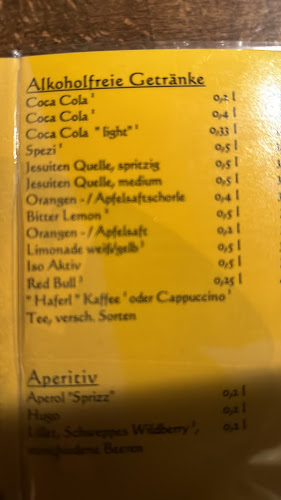 Alkoholfreie Getränke
Coca Cola ¹ 0,2 l
Coca Cola ¹ 0,4 l
Coca Cola "light" ¹ 0,33 l
Spezi ¹ 0,5 l
Jesuiten Quelle, spritzig 0,5 l
Jesuiten Quelle, medium 0,5 l
Orangen - / Apfelsaftschorle 0,4 l
Bitter Lemon ³ 0,5 l
Orangen - / Apfelsaft 0,2 l
Limonade weiß/gelb ³ 0,5 l
Iso Aktiv 0,5 l
Red Bull ³ 0,25 l
" Haferl " Kaffee ¹ oder Cappuccino ¹
Tee, versch. Sorten
Aperitiv
Aperol "Sprizz" 0,2 l
Hugo 0,2 l
Lillet, Schweppes Wildberry ¹, 0,2 l
verschiedene Beeren